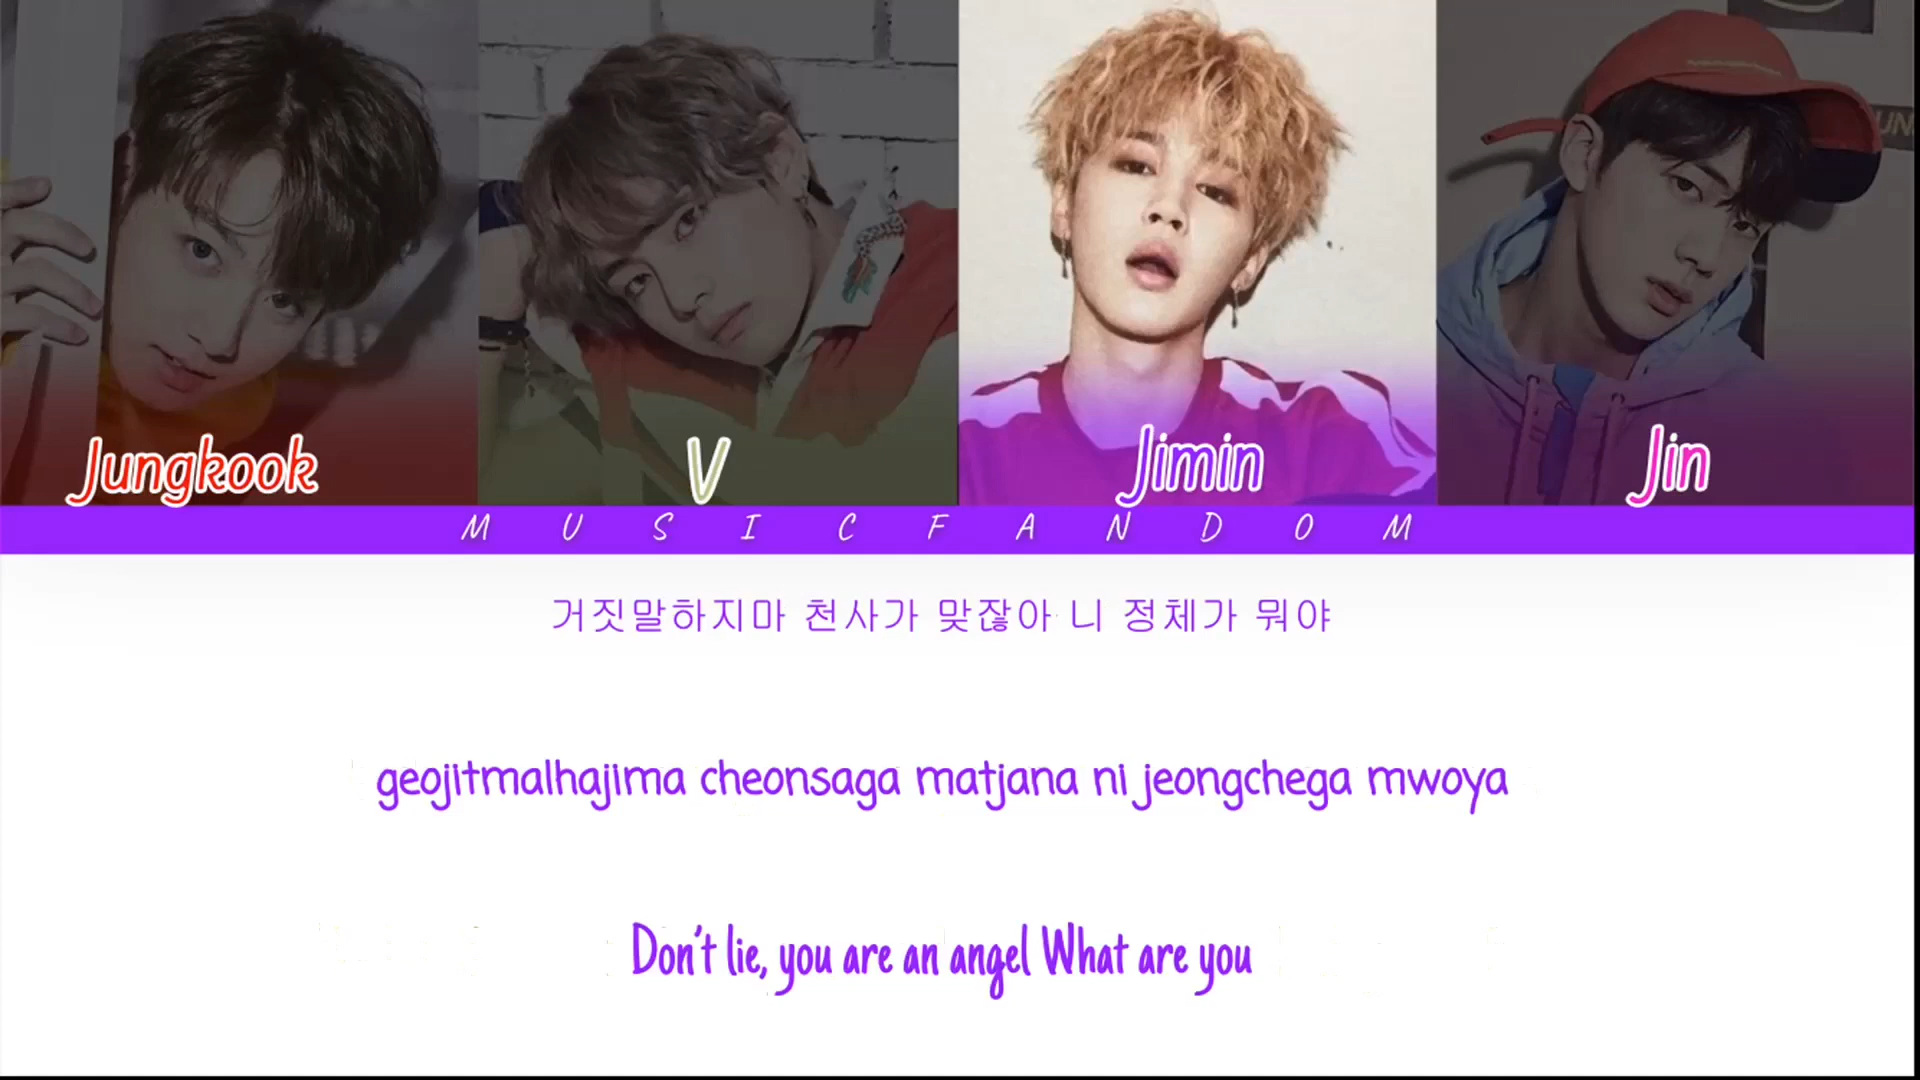 Jungkook V Jimin Jin
MUSICFANDOM
거짓말하지마 천사가 맞잖아 니 정체가 뭐야
geojitmalhajima cheonsaga matjana ni jeongchega mwoya
Don't lie, you are an angel What are you